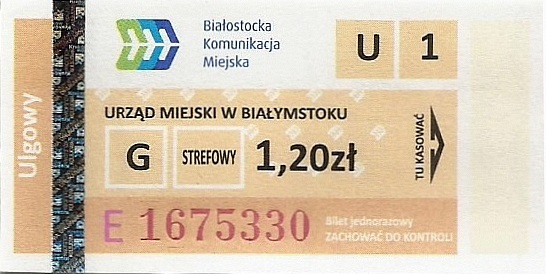 Białostocka
Komunikacja
Miejska
U 1
Ulgowy
URZĄD MIEJSKI W BIAŁYMSTOKU
G STREFOWY 1,20zł
TU KASOWAĆ
E 1675330
Bilet jednorazowy
ZACHOWAĆ DO KONTROLI